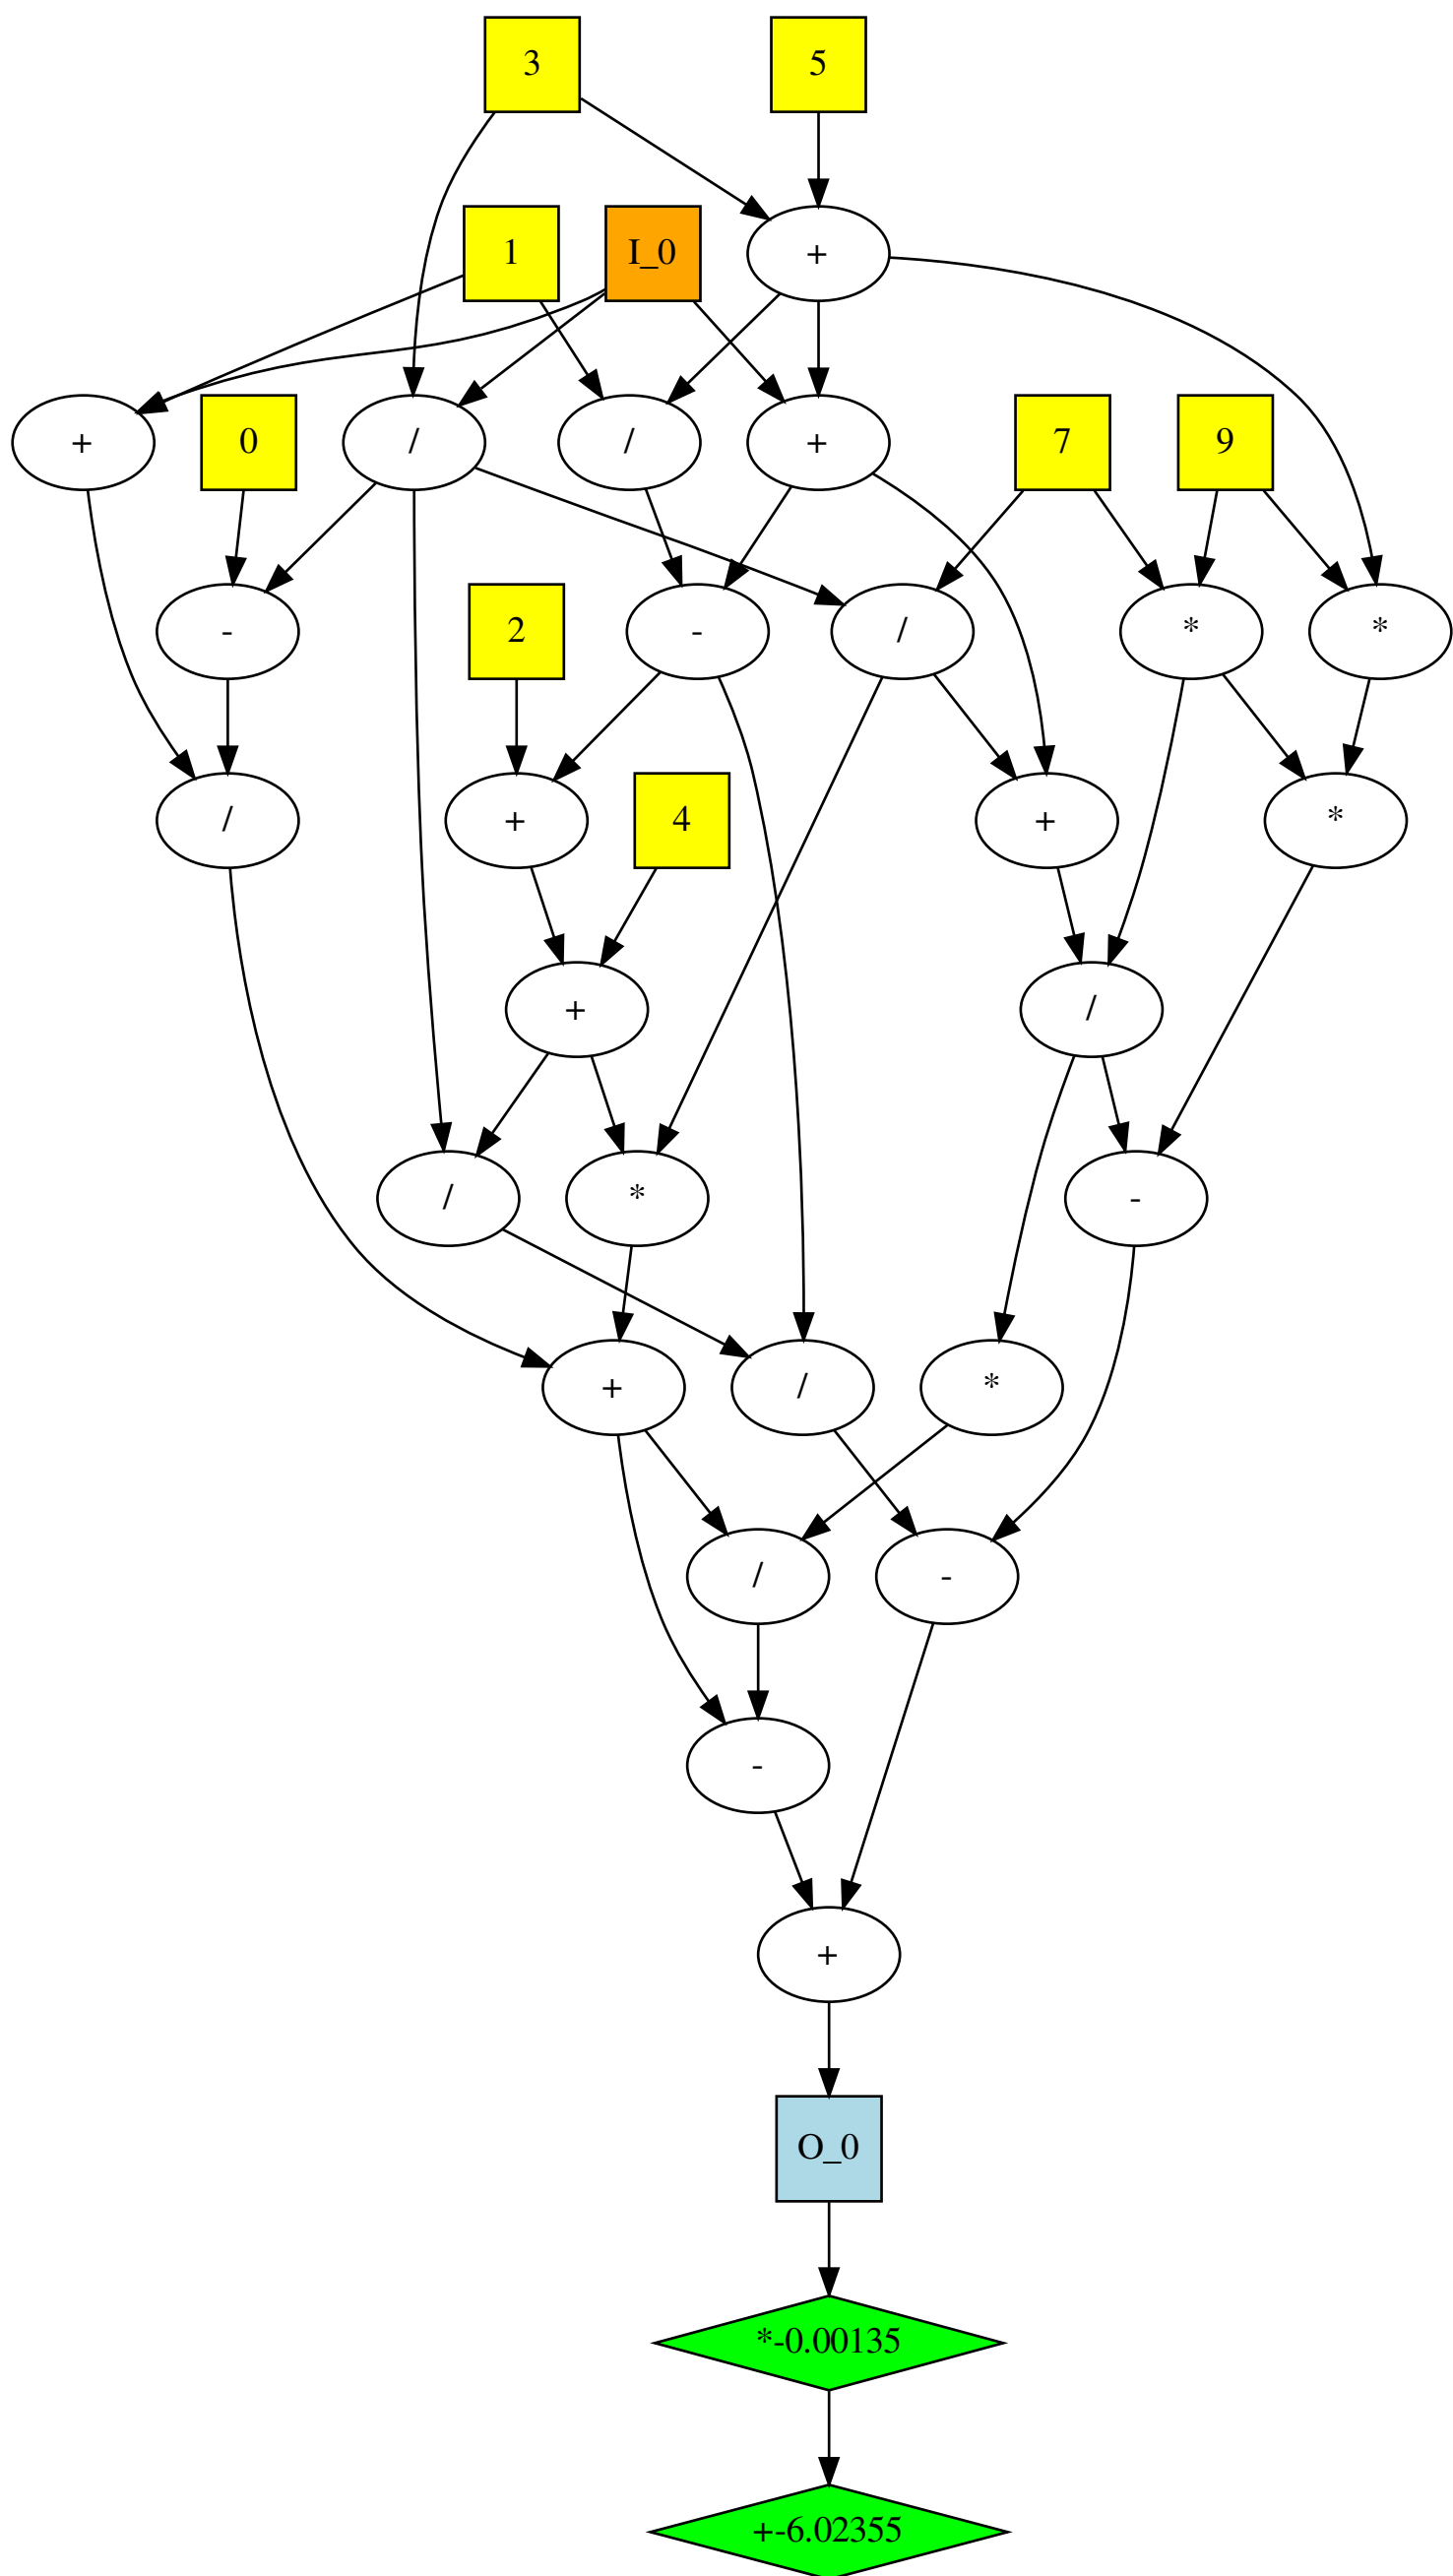 3 5
1 I_0 +
+ 0 / / + 7 9
- 2 - / * *
/ + 4 + *
+ /
/ * -
+ / *
/ -
-
+
O_0
*-0.00135
+-6.02355